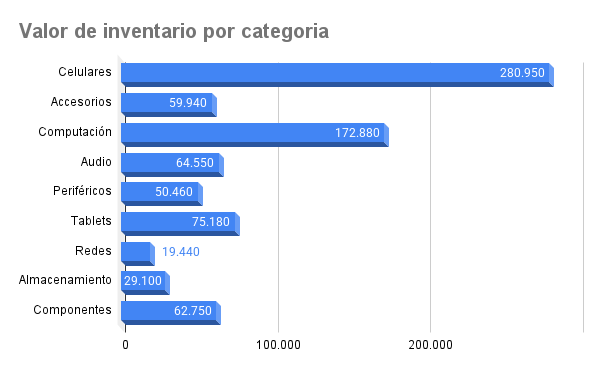 Valor de inventario por categoria
Celulares 280.950
Accesorios 59.940
Computación 172.880
Audio 64.550
Periféricos 50.460
Tablets 75.180
Redes 19.440
Almacenamiento 29.100
Componentes 62.750
0 100.000 200.000